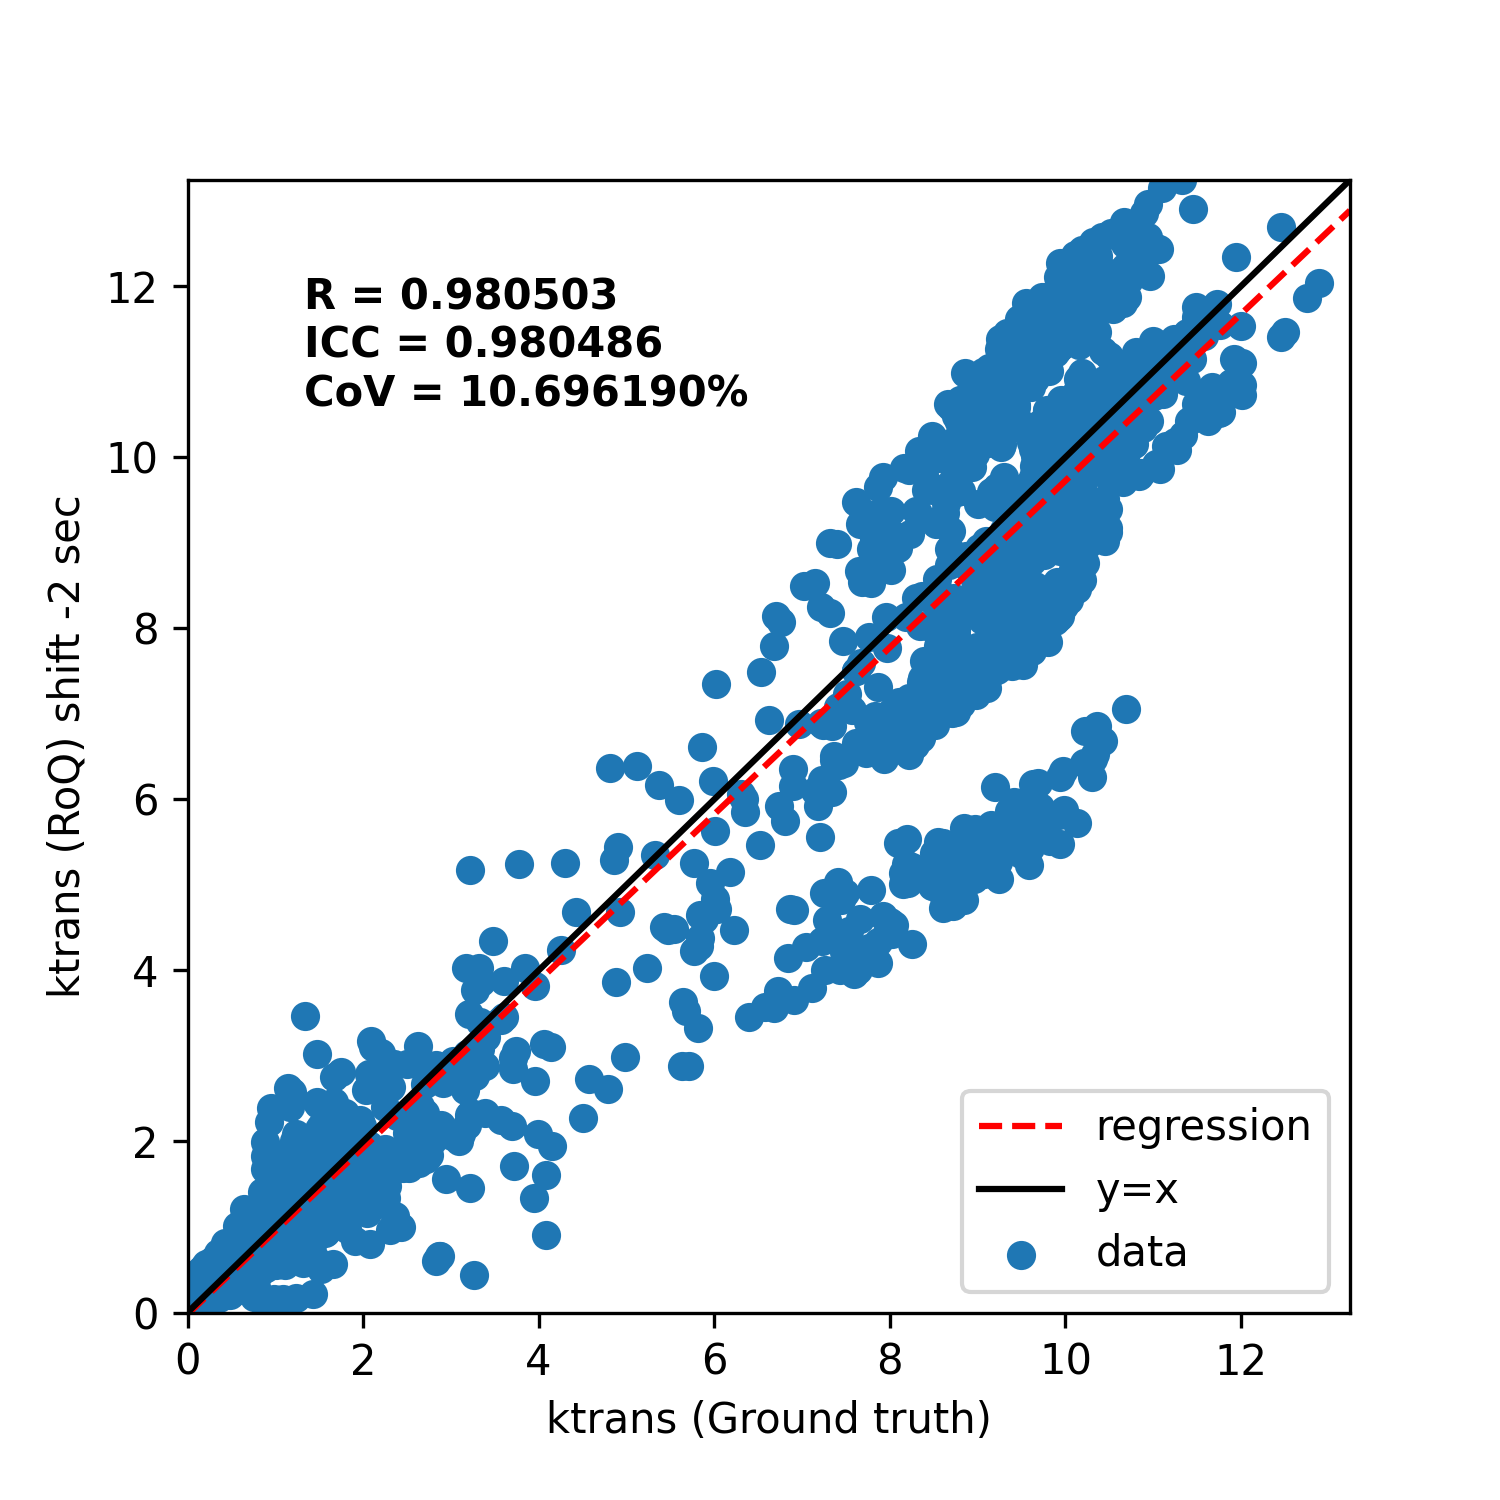 R = 0.980503
ICC = 0.980486
CoV = 10.696190%
12
10
8
6
4
2
0
ktrans (RoQ) shift -2 sec
regression
y=x
data
0 2 4 6 8 10 12
ktrans (Ground truth)